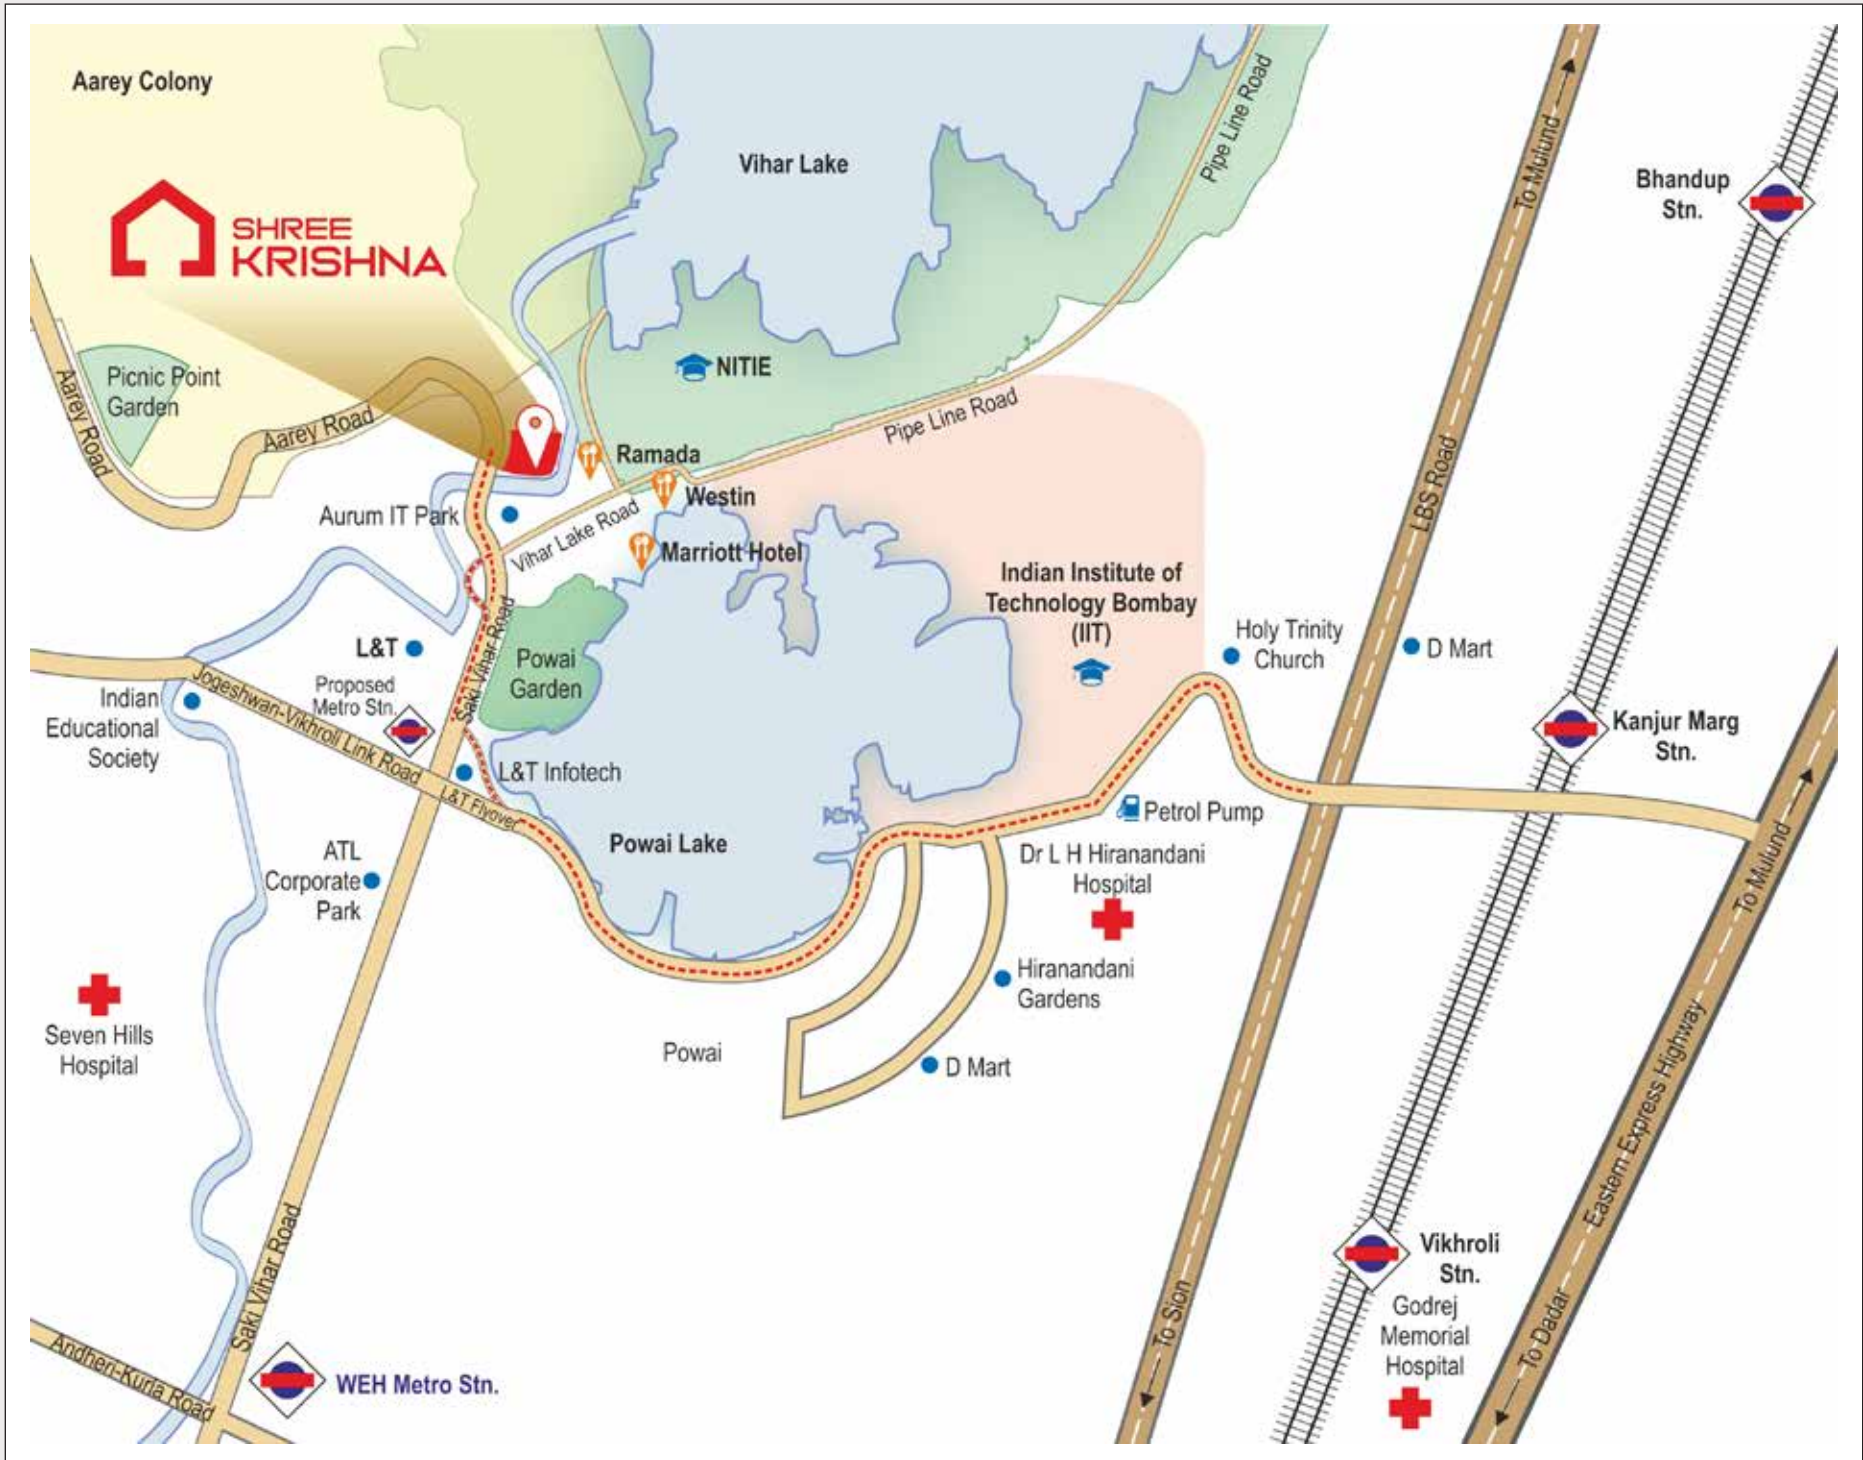 Aarey Colony
Vihar Lake
Pipe Line Road
To Mulund
Bhandup
Stn.
SHREE
KRISHNA
Picnic Point
Garden
Aarey Road
Aarey Road
NITIE
Pipe Line Road
Ramada
Westin
Aurum IT Park
Vihar Lake Road
Marriott Hotel
LBS Road
Indian Institute of
Technology Bombay
(IIT)
Holy Trinity
Church
D Mart
L&T
Saki Vihar Road
Powai
Garden
Proposed
Metro Stn.
Indian
Educational
Society
Jogeshwan-Vikhroli Link Road
Kanjur Marg
Stn.
L&T Infotech
L&T Flyover
Petrol Pump
Powai Lake
ATL
Corporate
Park
Dr L H Hiranandani
Hospital
To Mulund
Hiranandani
Gardens
Seven Hills
Hospital
Powai
D Mart
Eastern Express Highway
Saki Vihar Road
Vikhroli
Stn.
Godrej
Memorial
Hospital
To Sion
To Dadar
Andheri-Kurla Road
WEH Metro Stn.